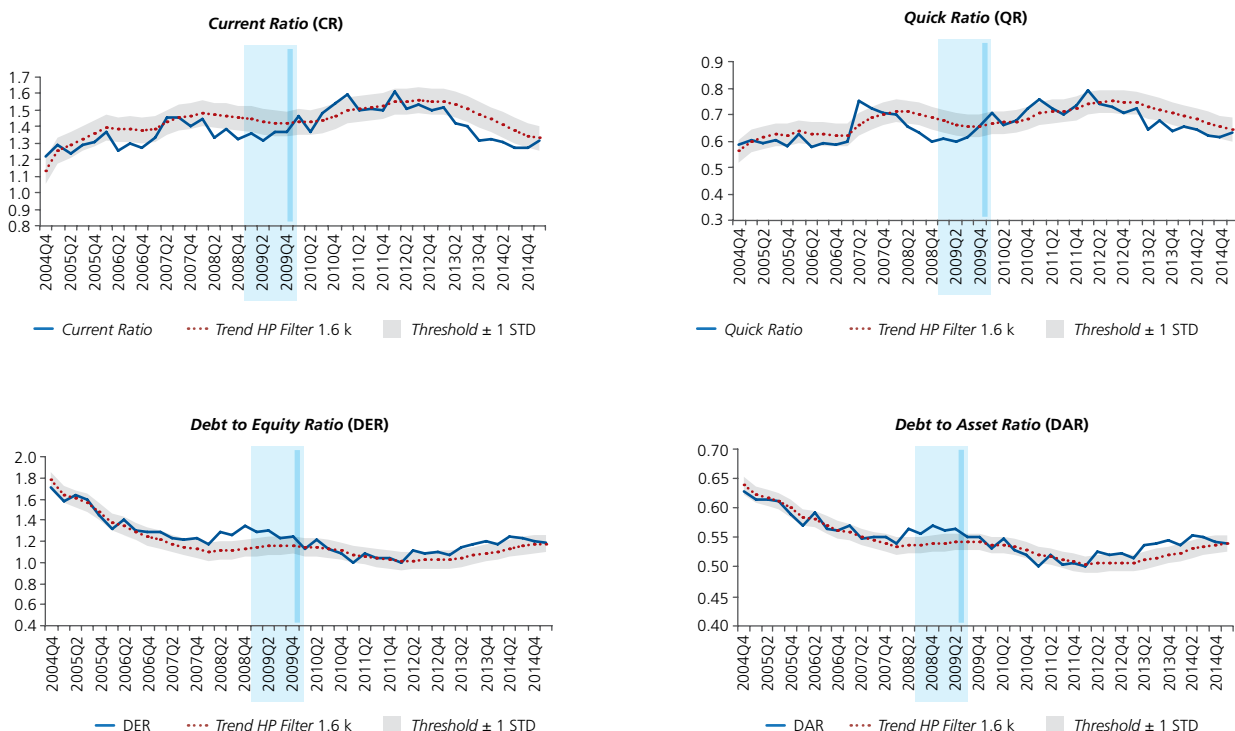 Current Ratio (CR)
1.7
1.6
1.5
1.4
1.3
1.2
1.1
1.0
0.9
0.8
2004Q4
2005Q2
2005Q4
2006Q2
2006Q4
2007Q2
2007Q4
2008Q2
2008Q4
2009Q2
2009Q4
2010Q2
2010Q4
2011Q2
2011Q4
2012Q2
2012Q4
2013Q2
2013Q4
2014Q2
2014Q4
Current Ratio Trend HP Filter 1.6 k Threshold ± 1 STD
Quick Ratio (QR)
0.9
0.8
0.7
0.6
0.5
0.4
0.3
2004Q4
2005Q2
2005Q4
2006Q2
2006Q4
2007Q2
2007Q4
2008Q2
2008Q4
2009Q2
2009Q4
2010Q2
2010Q4
2011Q2
2011Q4
2012Q2
2012Q4
2013Q2
2013Q4
2014Q2
2014Q4
Quick Ratio Trend HP Filter 1.6 k Threshold ± 1 STD
Debt to Equity Ratio (DER)
2.0
1.8
1.6
1.4
1.2
1.0
0.8
0.6
0.4
2004Q4
2005Q2
2005Q4
2006Q2
2006Q4
2007Q2
2007Q4
2008Q2
2008Q4
2009Q2
2009Q4
2010Q2
2010Q4
2011Q2
2011Q4
2012Q2
2012Q4
2013Q2
2013Q4
2014Q2
2014Q4
DER Trend HP Filter 1.6 k Threshold ± 1 STD
Debt to Asset Ratio (DAR)
0.70
0.65
0.60
0.55
0.50
0.45
0.40
2004Q4
2005Q2
2005Q4
2006Q2
2006Q4
2007Q2
2007Q4
2008Q2
2008Q4
2009Q2
2009Q4
2010Q2
2010Q4
2011Q2
2011Q4
2012Q2
2012Q4
2013Q2
2013Q4
2014Q2
2014Q4
DAR Trend HP Filter 1.6 k Threshold ± 1 STD